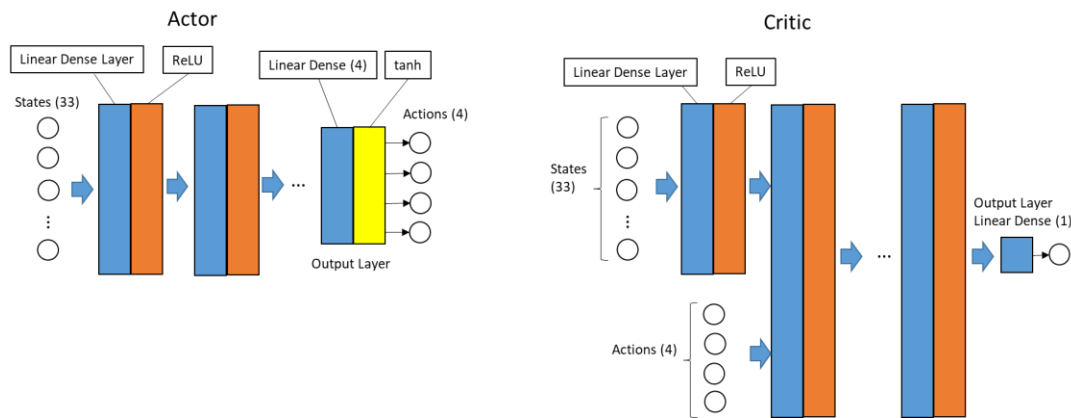 Actor
Linear Dense Layer
ReLU
Linear Dense (4)
tanh
States (33)
Actions (4)
...
...
Output Layer
Critic
Linear Dense Layer
ReLU
States
(33)
...
Actions (4)
...
Output Layer
Linear Dense (1)